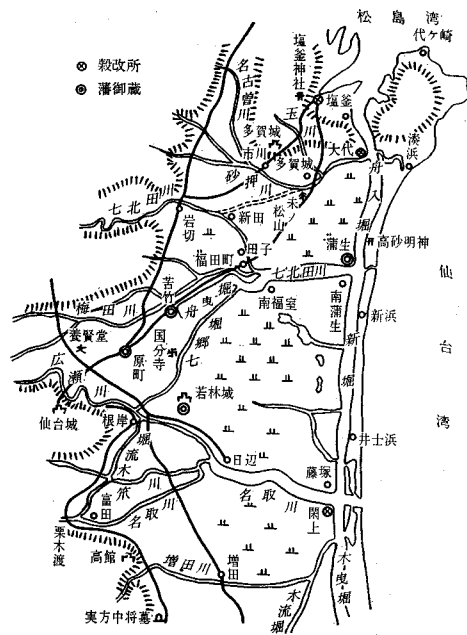 ⊗ 穀改所
◎ 藩御蔵
松島湾
代ヶ崎
塩釜神社
塩釜
名古曽川
玉川
多賀城
市川
多賀城
大代
湊浜
砂押川
舟入堀
七北田川
新田
末ノ松山
岩切
田子
福田町
蒲生
高砂明神
七北田川
苦竹
舟曳堀
南福室
南蒲生
新浜
新堀
仙台湾
梅田川
養賢堂
国分寺
原町
七郷堀
広瀬川
若林城
仙台城
根岸
井土浜
日辺
藤塚
木流堀
笊川
名取川
富田
名取川
閖上
栗木渡
高館
増田川
増田
木流堀
木曳堀
実方中将墓